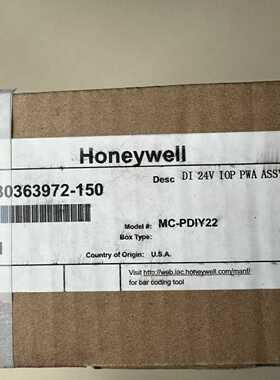 Honeywell
Desc DI 24V IOP PWA ASS
80363972-150
Model #: MC-PDIY22
Box Type:
Country of Origin: U.S.A.
Visit http://web.iac.honeywell.com/manf/
for bar coding tool